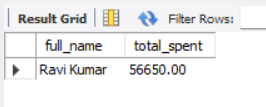 Result Grid Filter Rows:
full_name total_spent
Ravi Kumar 56650.00